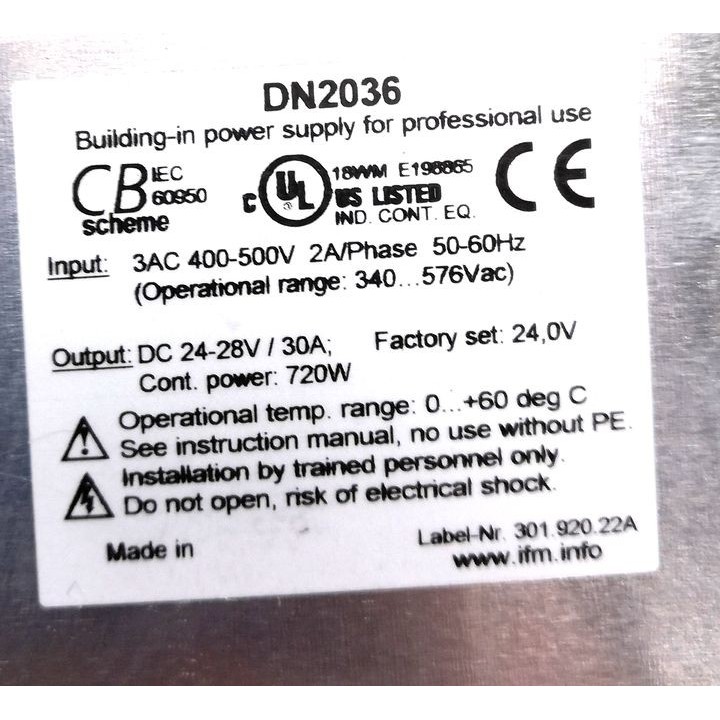 DN2036
Building-in power supply for professional use
CB IEC
60950
scheme
c UL ® 18WM E198865
US LISTED
IND. CONT. EQ.
CE
Input: 3AC 400-500V 2A/Phase 50-60Hz
(Operational range: 340...576Vac)
Output: DC 24-28V / 30A; Factory set: 24,0V
Cont. power: 720W
Operational temp. range: 0...+60 deg C
See instruction manual, no use without PE.
Installation by trained personnel only.
Do not open, risk of electrical shock.
Made in
Label-Nr. 301.920.22A
www.ifm.info